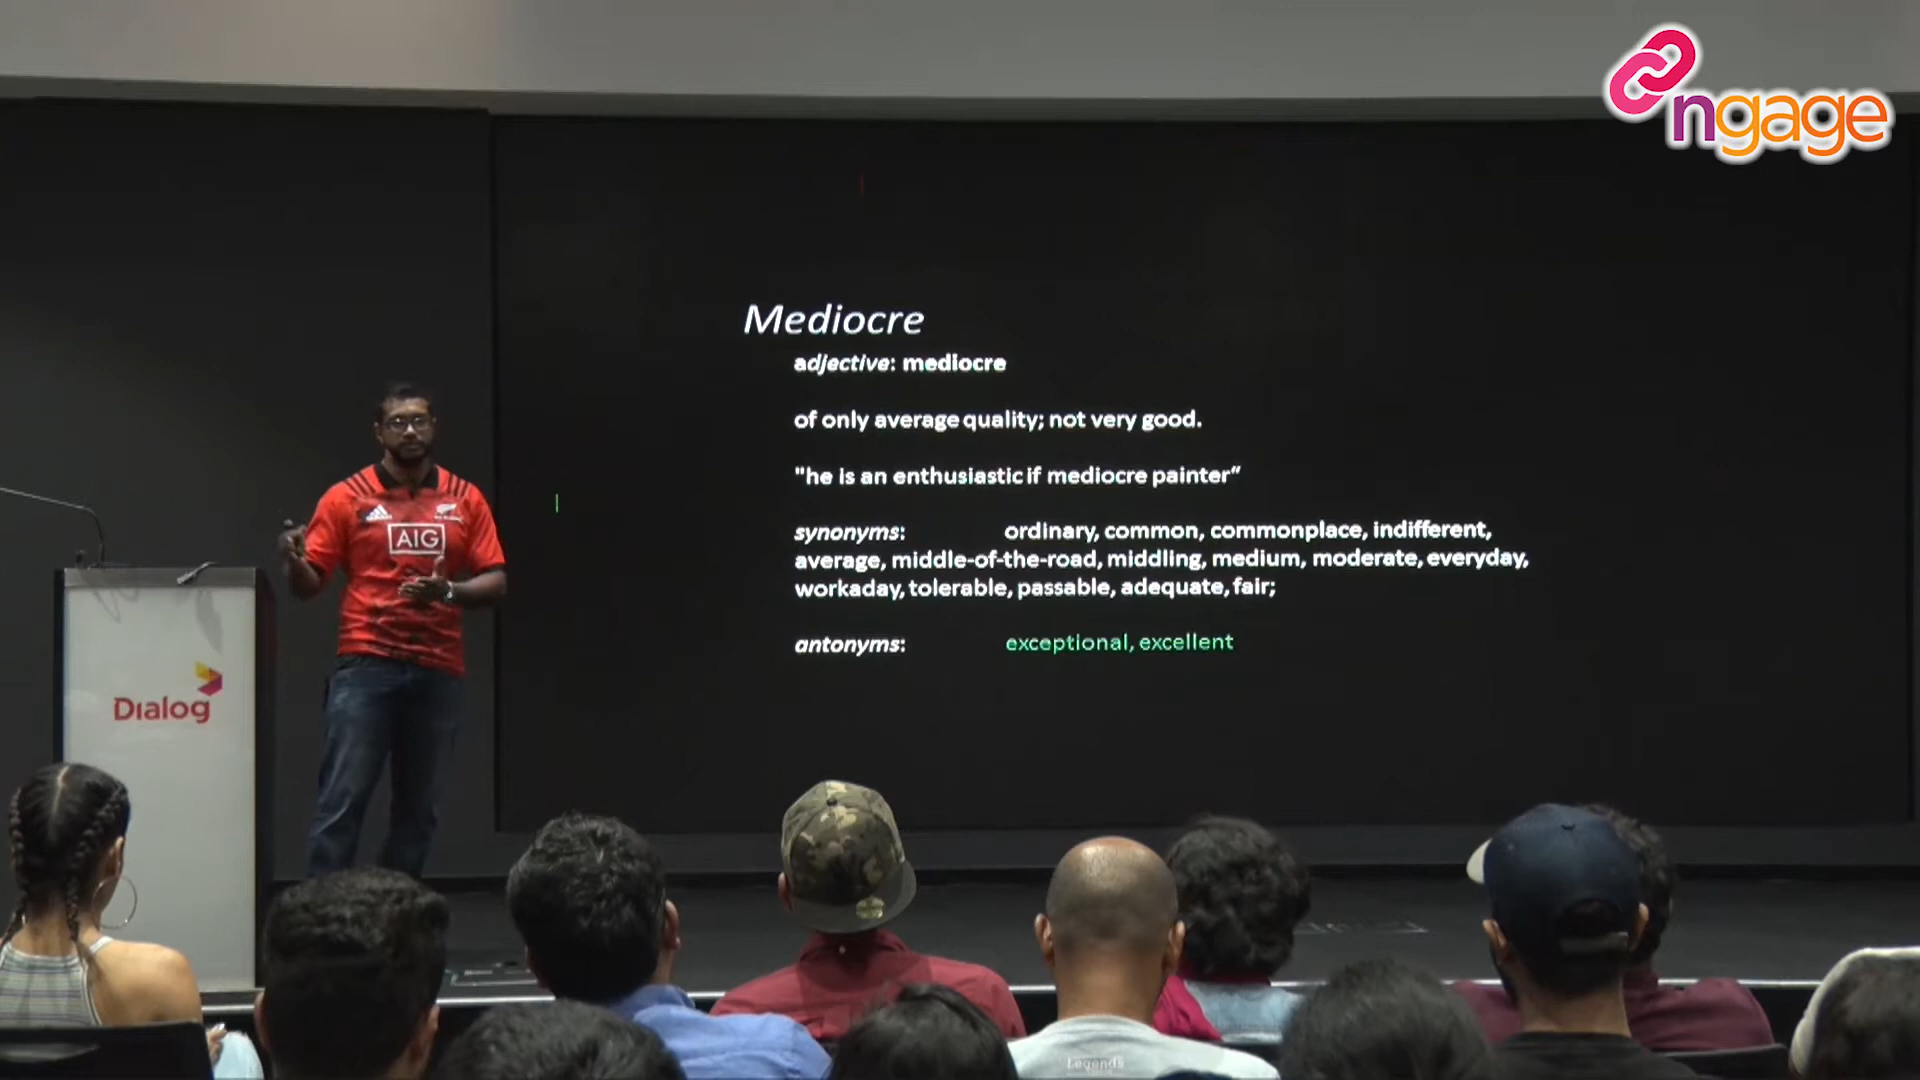 ngage
Mediocre
adjective: mediocre
of only average quality; not very good.
"he is an enthusiastic if mediocre painter”
synonyms: ordinary, common, commonplace, indifferent,
average, middle-of-the-road, middling, medium, moderate, everyday,
workaday, tolerable, passable, adequate, fair;
antonyms: exceptional, excellent
adidas
AIG
Dialog
Legends